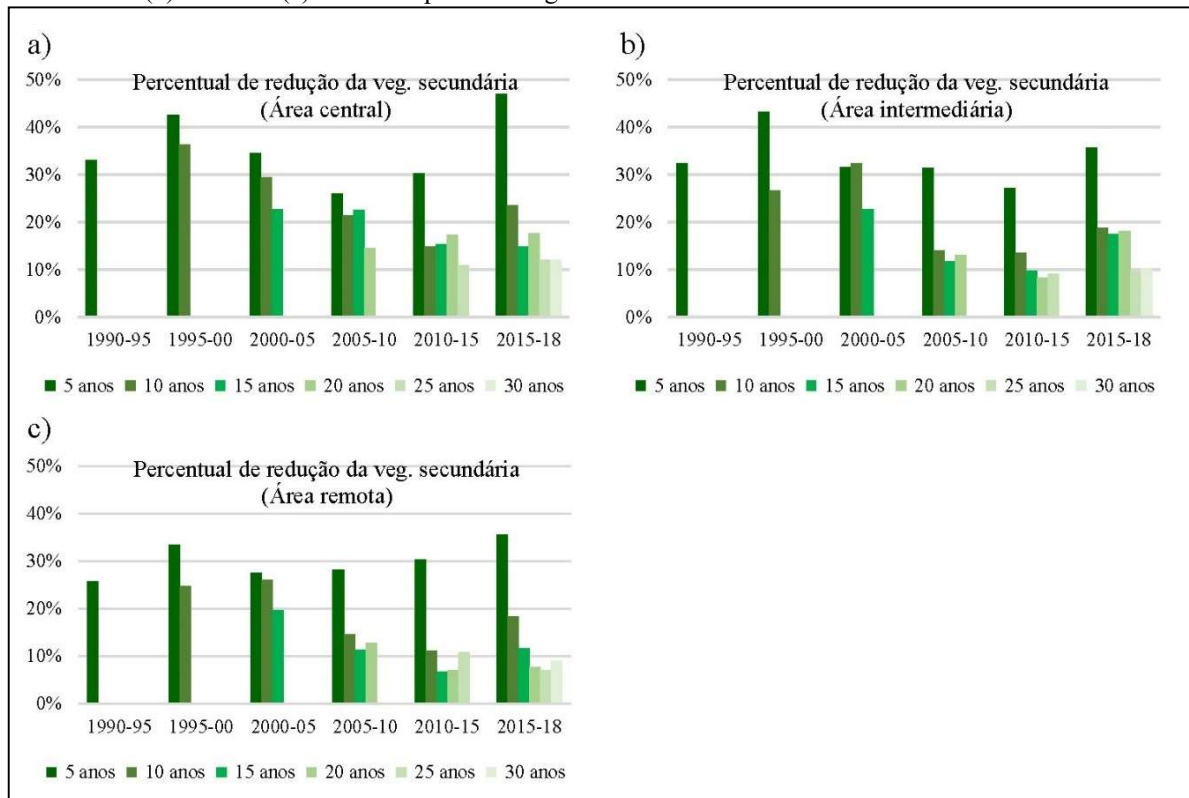 a)
Percentual de redução da veg. secundária
(Área central)
50%
40%
30%
20%
10%
0%
1990-95 1995-00 2000-05 2005-10 2010-15 2015-18
5 anos 10 anos 15 anos 20 anos 25 anos 30 anos
b)
Percentual de redução da veg. secundária
(Área intermediária)
50%
40%
30%
20%
10%
0%
1990-95 1995-00 2000-05 2005-10 2010-15 2015-18
5 anos 10 anos 15 anos 20 anos 25 anos 30 anos
c)
Percentual de redução da veg. secundária
(Área remota)
50%
40%
30%
20%
10%
0%
1990-95 1995-00 2000-05 2005-10 2010-15 2015-18
5 anos 10 anos 15 anos 20 anos 25 anos 30 anos